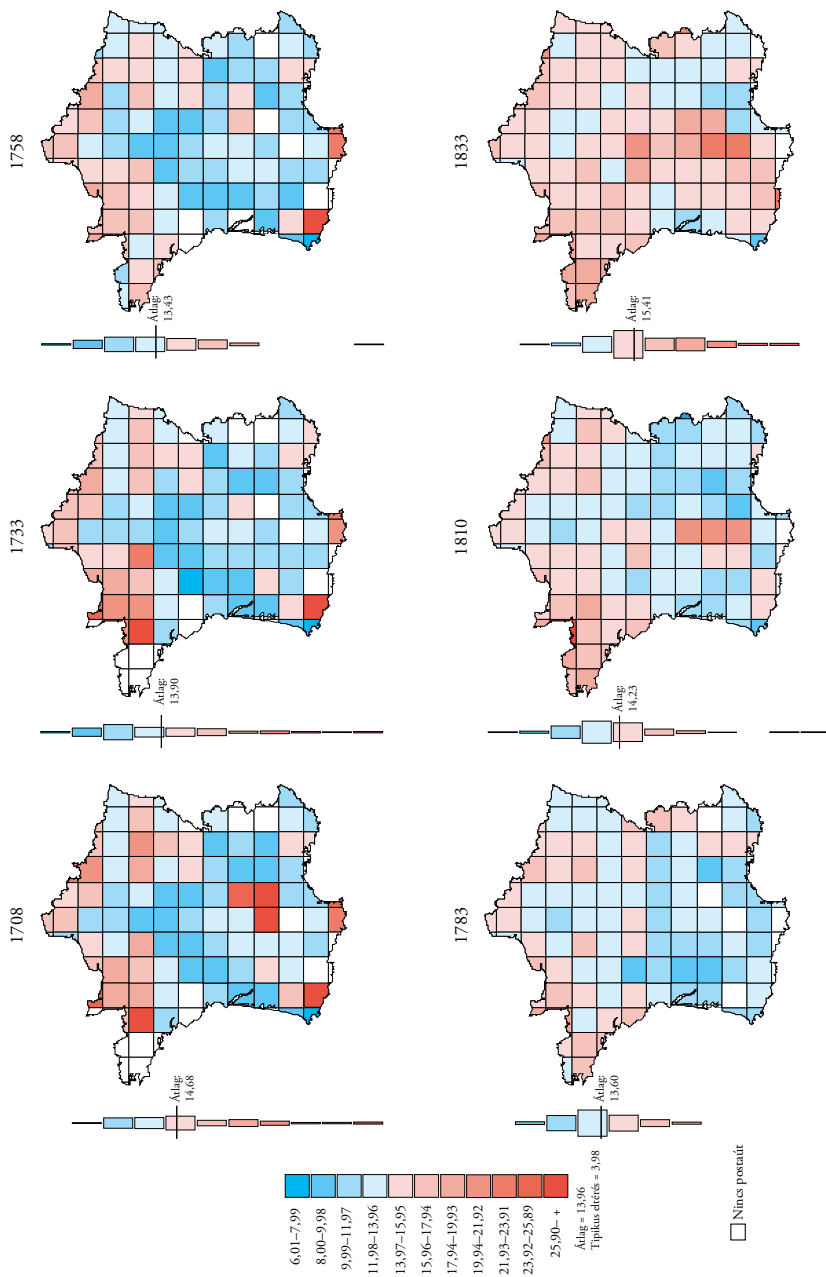 1708
Átlag:
14,68
1733
Átlag:
13,90
1758
Átlag:
13,43
1783
Átlag:
13,60
1810
Átlag:
14,23
1833
Átlag:
15,41
6,01–7,99
8,00–9,98
9,99–11,97
11,98–13,96
13,97–15,95
15,96–17,94
17,94–19,93
19,94–21,92
21,93–23,91
23,92–25,89
25,90– +
Átlag = 13,96
Tipikus eltérés = 3,98
Nincs postaút